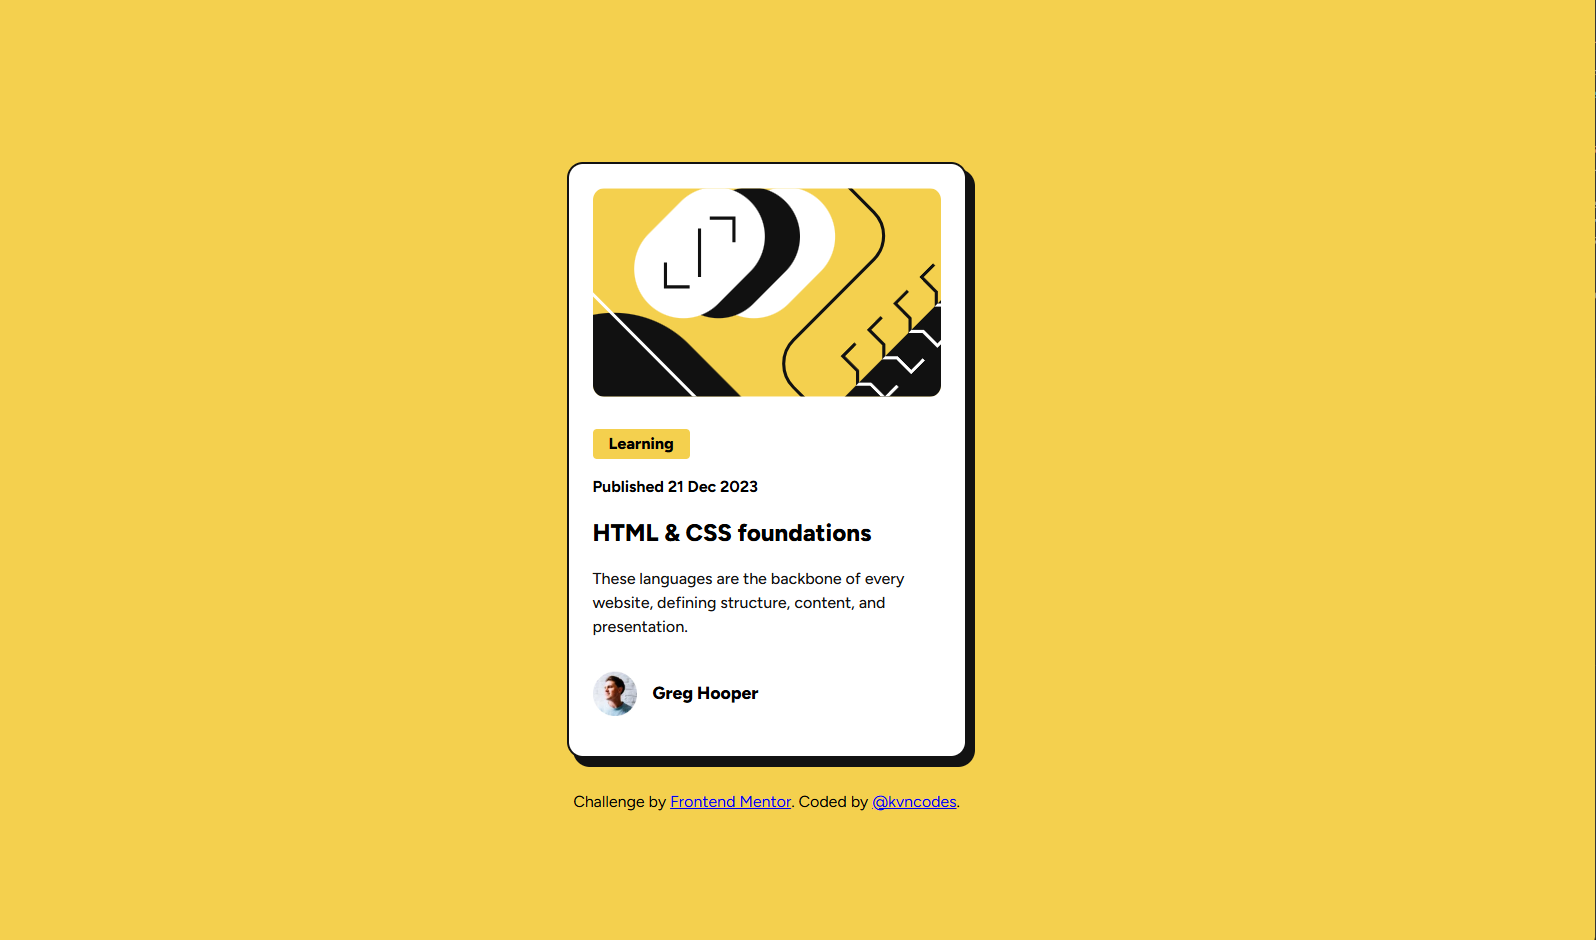 Learning
Published 21 Dec 2023
HTML & CSS foundations
These languages are the backbone of every
website, defining structure, content, and
presentation.
Greg Hooper
Challenge by Frontend Mentor. Coded by @kvncodes.